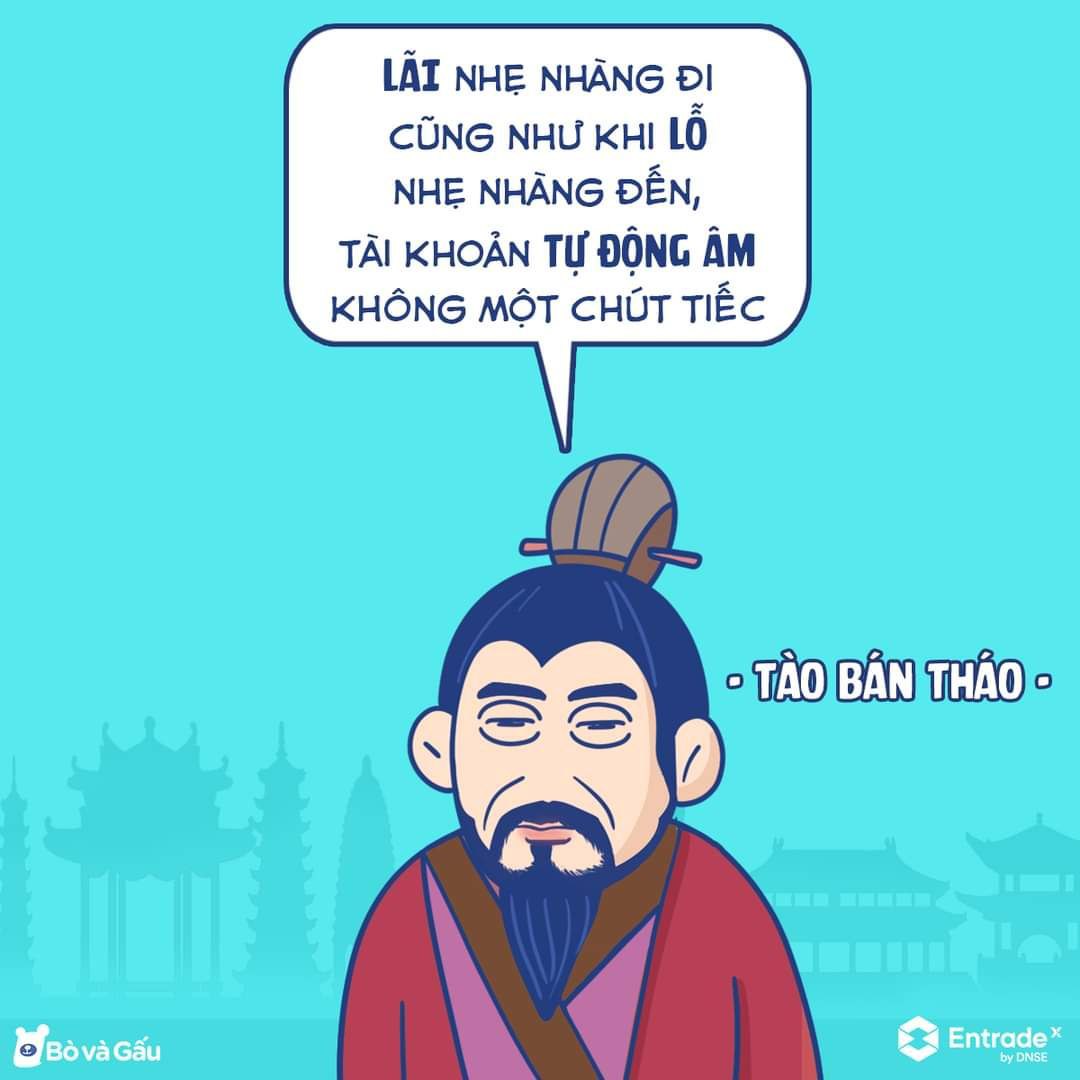 LÃI NHẸ NHÀNG ĐI
CŨNG NHƯ KHI LỖ
NHẸ NHÀNG ĐẾN,
TÀI KHOẢN TỰ ĐỘNG ÂM
KHÔNG MỘT CHÚT TIẾC
- TÀO BÁN THÁO -
Bò và Gấu
Entrade X
by DNSE